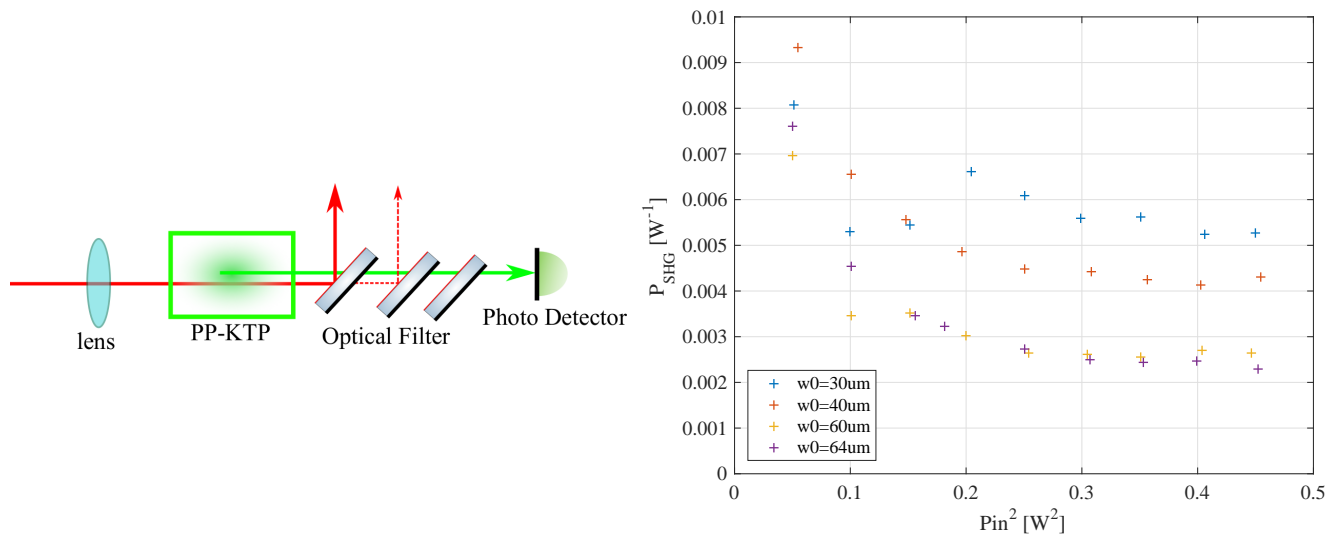 lens
PP-KTP
Optical Filter
Photo Detector
0.01
0.009
0.008
0.007
0.006
0.005
0.004
0.003
0.002
0.001
0
P_SHG [W^-1]
w0=30um
w0=40um
w0=60um
w0=64um
0 0.1 0.2 0.3 0.4 0.5
Pin^2 [W^2]